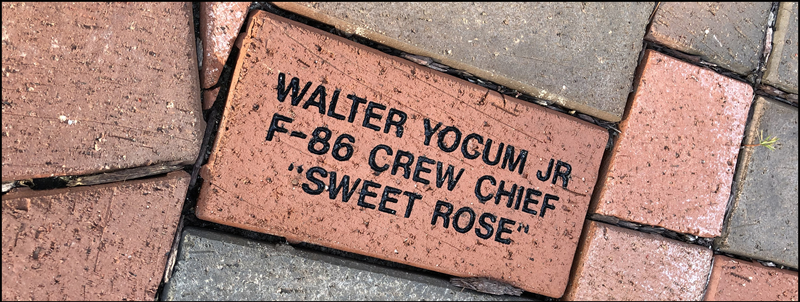 WALTER YOCUM JR
F-86 CREW CHIEF
"SWEET ROSE"